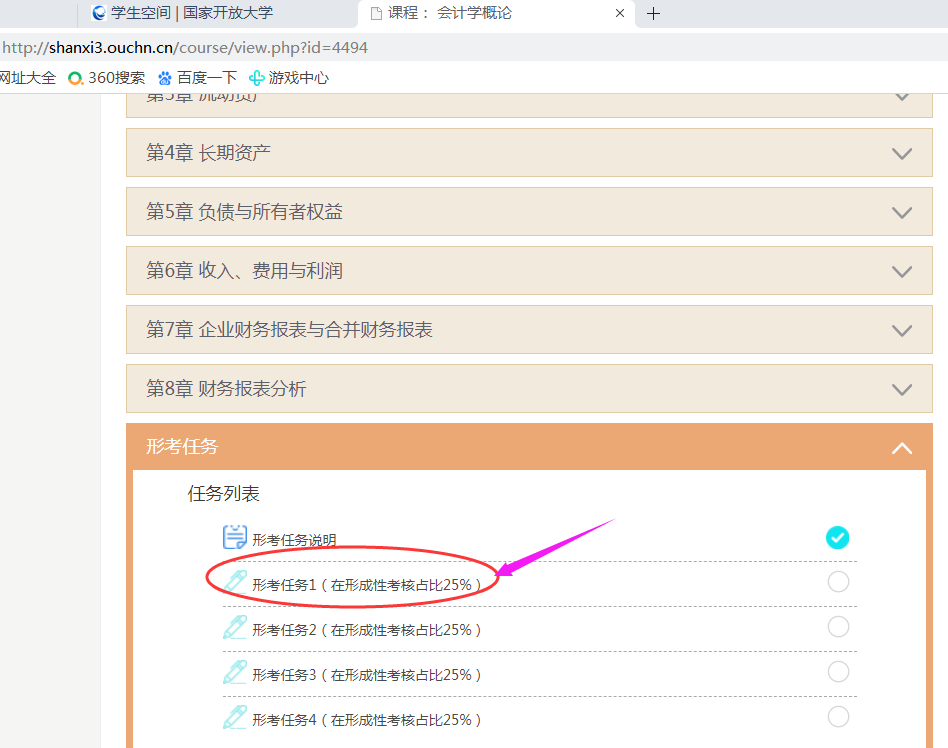 学生空间 | 国家开放大学
课程： 会计学概论
http://shanxi3.ouchn.cn/course/view.php?id=4494
网址大全 360搜索 百度一下 游戏中心
第3章 流动资产
第4章 长期资产
第5章 负债与所有者权益
第6章 收入、费用与利润
第7章 企业财务报表与合并财务报表
第8章 财务报表分析
形考任务
任务列表
形考任务说明
形考任务1（在形成性考核占比25%）
形考任务2（在形成性考核占比25%）
形考任务3（在形成性考核占比25%）
形考任务4（在形成性考核占比25%）